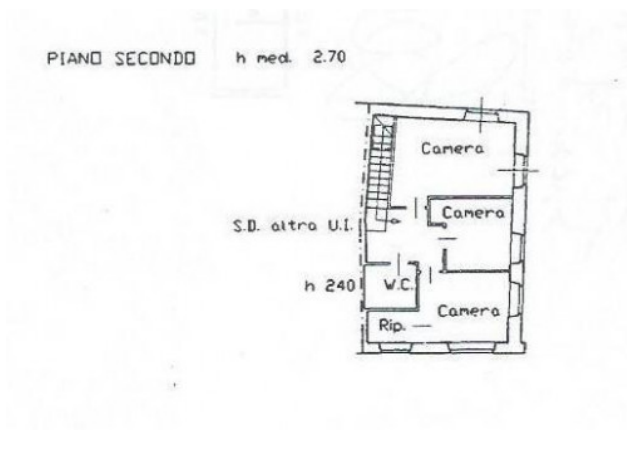 PIANO SECONDO h med. 2.70
Camera
Camera
S.D. altra U.I.
h 240
W.C.
Camera
Rip.